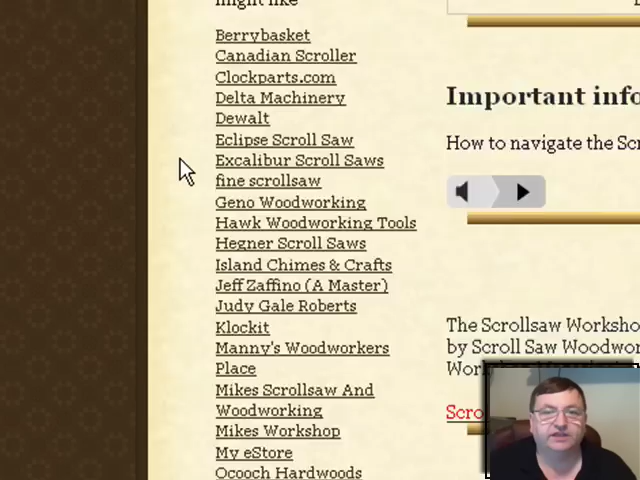 might like
Berrybasket
Canadian Scroller
Clockparts.com
Delta Machinery
Dewalt
Eclipse Scroll Saw
Excalibur Scroll Saws
fine scrollsaw
Geno Woodworking
Hawk Woodworking Tools
Hegner Scroll Saws
Island Chimes & Crafts
Jeff Zaffino (A Master)
Judy Gale Roberts
Klockit
Manny's Woodworkers
Place
Mikes Scrollsaw And
Woodworking
Mikes Workshop
My eStore
Ocooch Hardwoods
Important info
How to navigate the Scr
The Scrollsaw Worksho
by Scroll Saw Woodwor
Scro